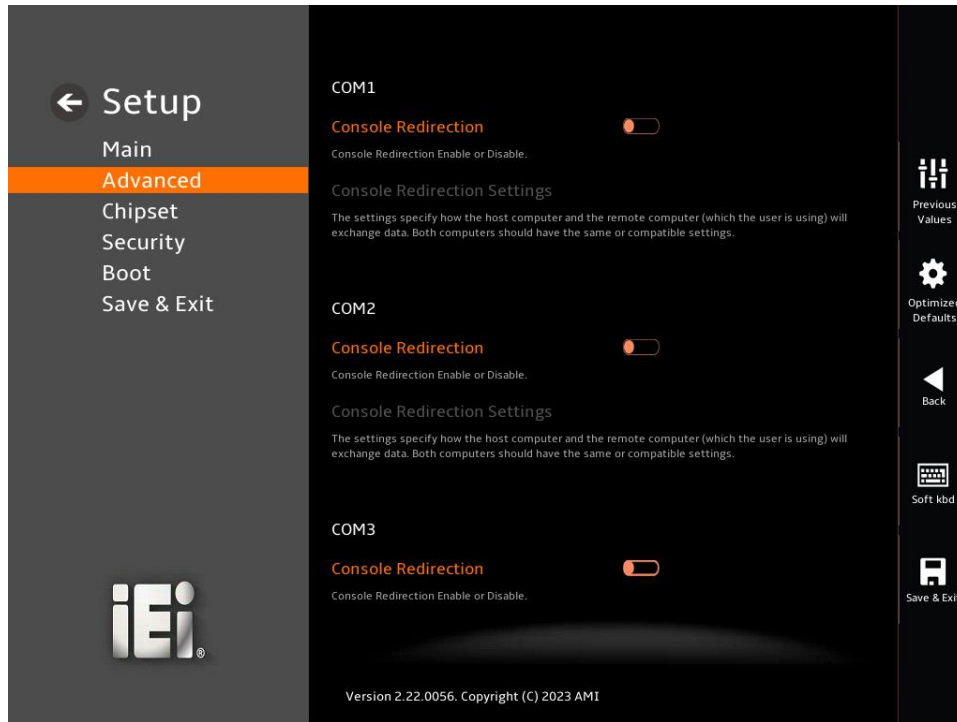 Setup
Main
Advanced
Chipset
Security
Boot
Save & Exit
iEi®
COM1
Console Redirection
Console Redirection Enable or Disable.
Console Redirection Settings
The settings specify how the host computer and the remote computer (which the user is using) will
exchange data. Both computers should have the same or compatible settings.
COM2
Console Redirection
Console Redirection Enable or Disable.
Console Redirection Settings
The settings specify how the host computer and the remote computer (which the user is using) will
exchange data. Both computers should have the same or compatible settings.
COM3
Console Redirection
Console Redirection Enable or Disable.
Version 2.22.0056. Copyright (C) 2023 AMI
Previous
Values
Optimized
Defaults
Back
Soft kbd
Save & Exi